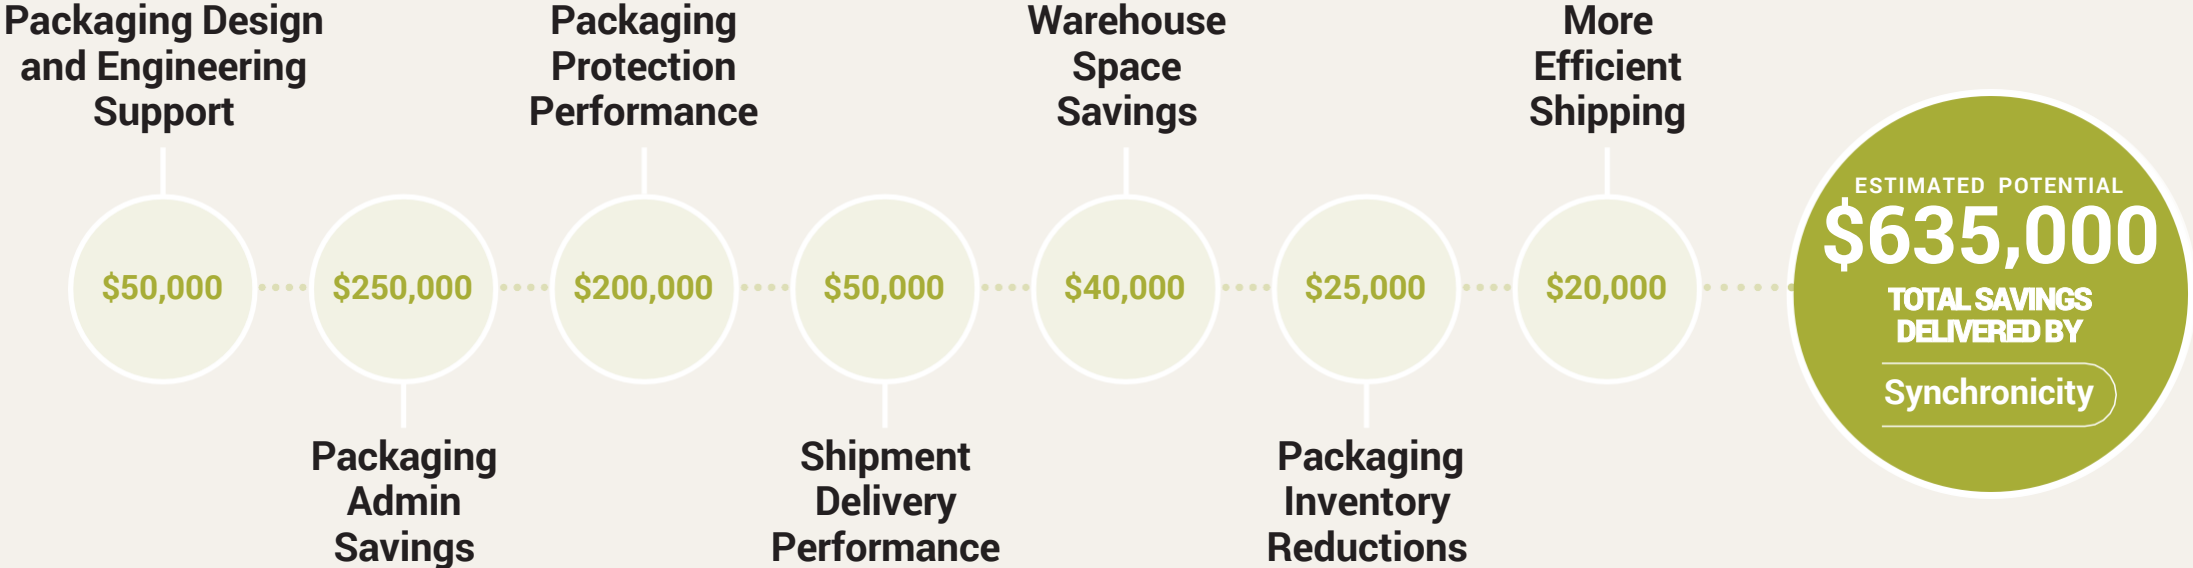 Packaging Design
and Engineering
Support
$50,000
$250,000
Packaging
Admin
Savings
Packaging
Protection
Performance
$200,000
$50,000
Shipment
Delivery
Performance
Warehouse
Space
Savings
$40,000
$25,000
Packaging
Inventory
Reductions
More
Efficient
Shipping
$20,000
ESTIMATED POTENTIAL
$635,000
TOTAL SAVINGS
DELIVERED BY
Synchronicity